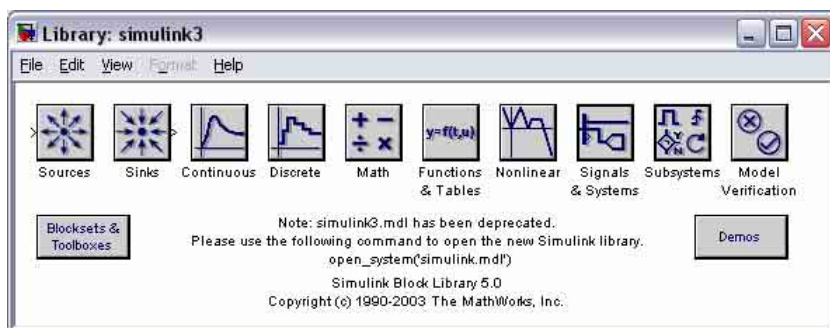 Library: simulink3
File Edit View Format Help
y=f(t,u)
Y
N
Sources Sinks Continuous Discrete Math Functions & Tables Nonlinear Signals & Systems Subsystems Model Verification
Blocksets & Toolboxes
Note: simulink3.mdl has been deprecated.
Please use the following command to open the new Simulink library.
open_system('simulink.mdl')
Demos
Simulink Block Library 5.0
Copyright (c) 1990-2003 The MathWorks, Inc.